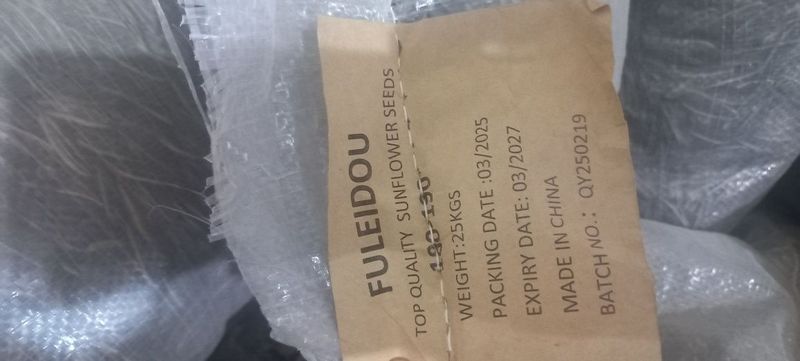 FULEIDOU
TOP QUALITY SUNFLOWER SEEDS
WEIGHT:25KGS
PACKING DATE :03/2025
EXPIRY DATE: 03/2027
MADE IN CHINA
BATCH NO.: QY250219